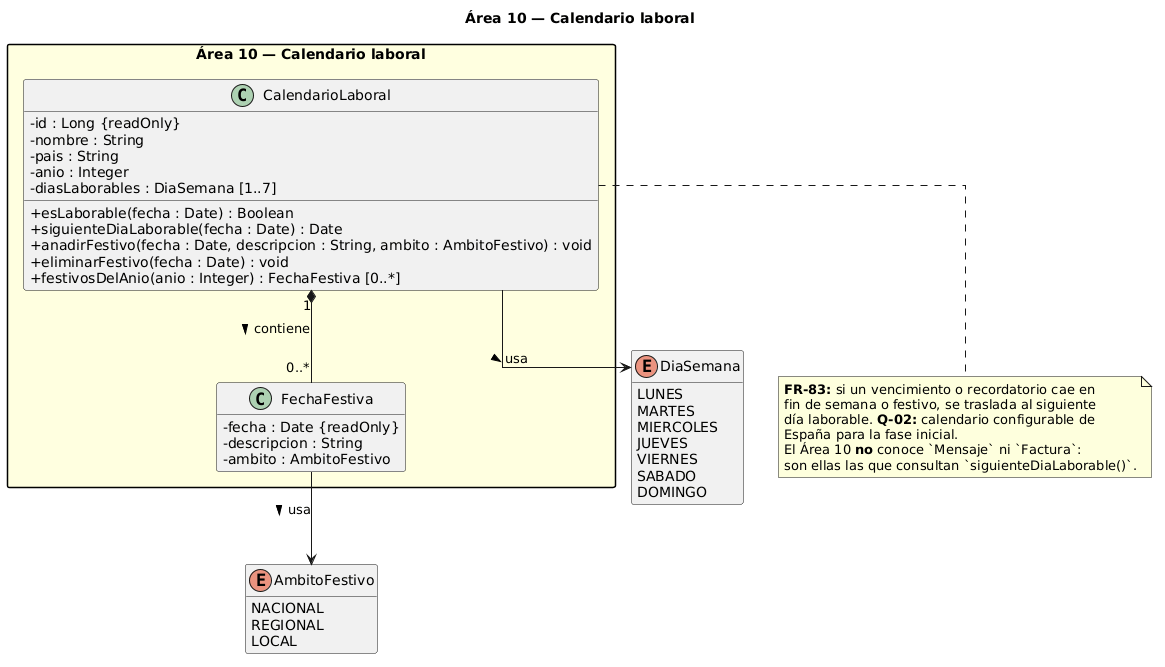 Área 10 — Calendario laboral
Área 10 — Calendario laboral
C CalendarioLaboral
-id : Long {readOnly}
-nombre : String
-pais : String
-anio : Integer
-diasLaborables : DiaSemana [1..7]
+esLaborable(fecha : Date) : Boolean
+siguienteDiaLaborable(fecha : Date) : Date
+anadirFestivo(fecha : Date, descripcion : String, ambito : AmbitoFestivo) : void
+eliminarFestivo(fecha : Date) : void
+festivosDelAnio(anio : Integer) : FechaFestiva [0..*]
1
contiene
0..*
usa
C FechaFestiva
-fecha : Date {readOnly}
-descripcion : String
-ambito : AmbitoFestivo
E DiaSemana
LUNES
MARTES
MIERCOLES
JUEVES
VIERNES
SABADO
DOMINGO
FR-83: si un vencimiento o recordatorio cae en
fin de semana o festivo, se traslada al siguiente
día laborable. Q-02: calendario configurable de
España para la fase inicial.
El Área 10 no conoce `Mensaje` ni `Factura`:
son ellas las que consultan `siguienteDiaLaborable()`.
usa
E AmbitoFestivo
NACIONAL
REGIONAL
LOCAL